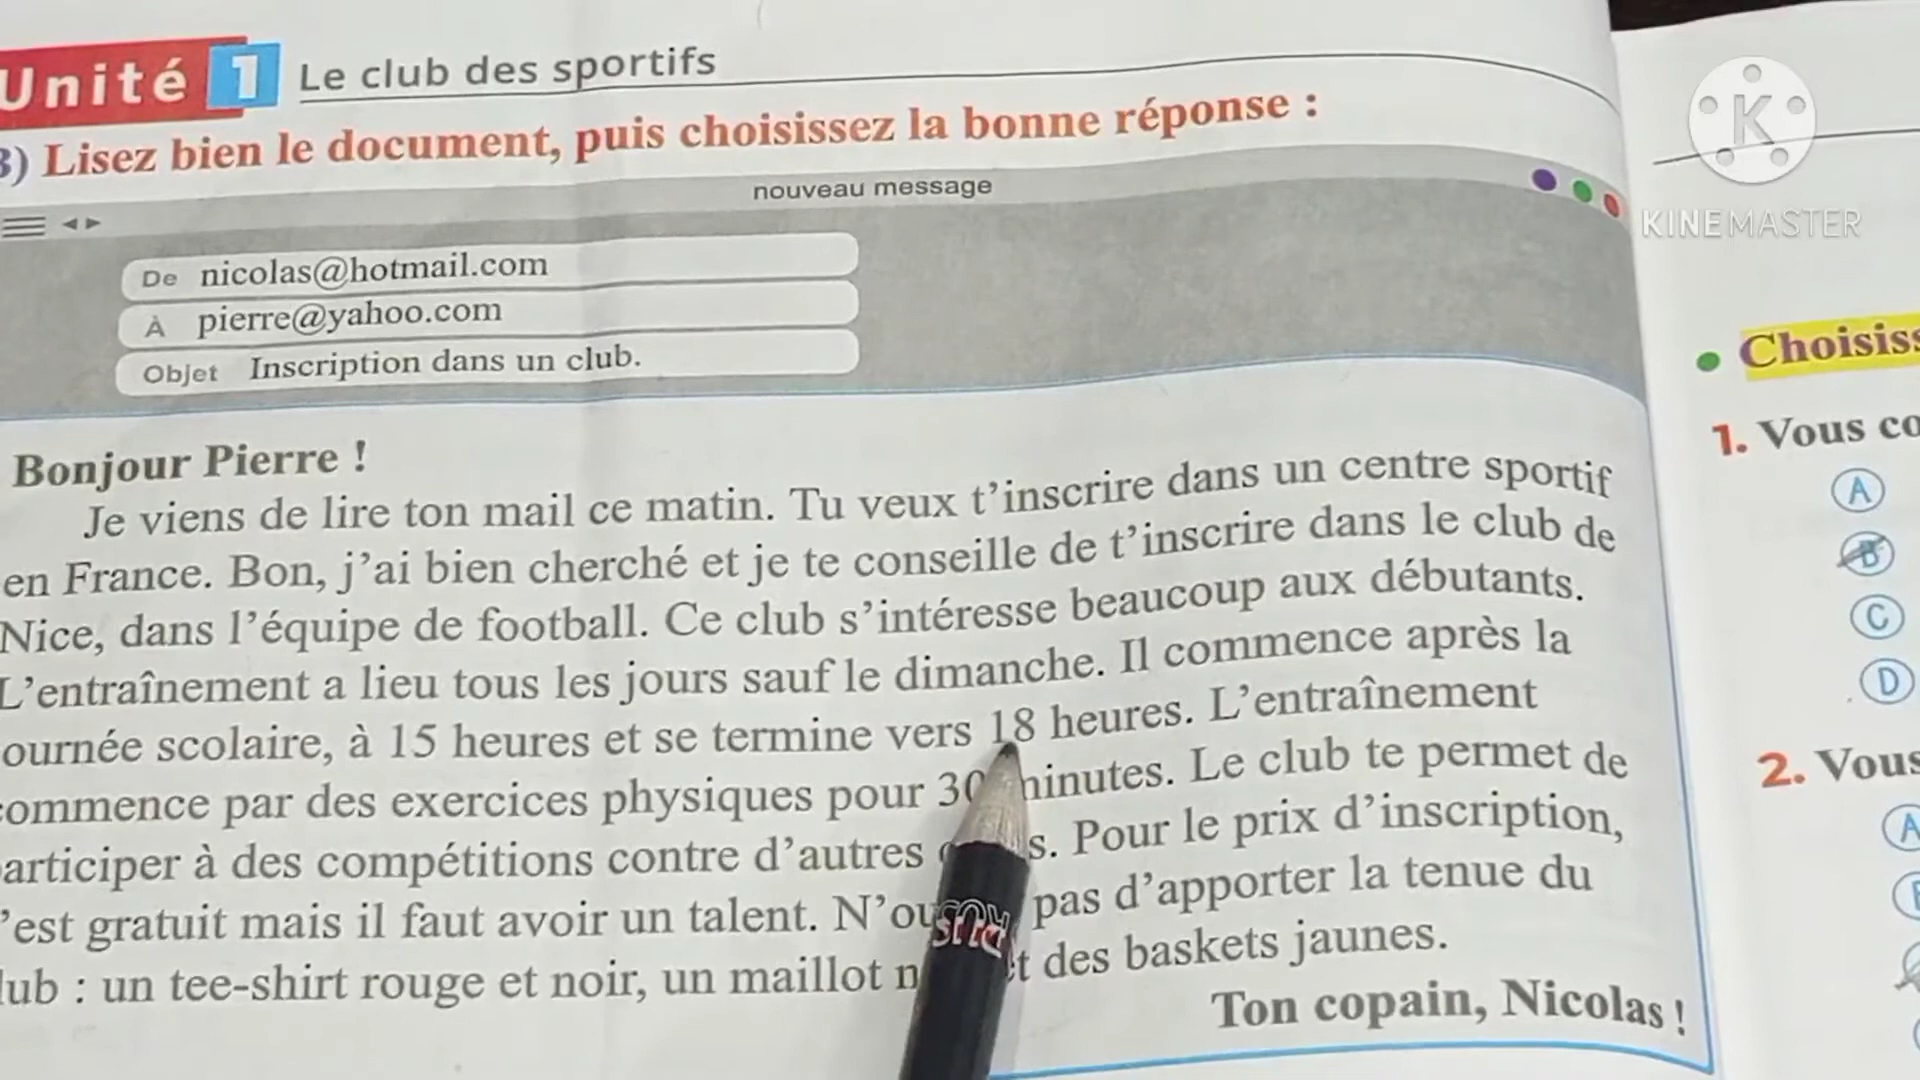 Unité 1 Le club des sportifs
3) Lisez bien le document, puis choisissez la bonne réponse :
nouveau message
De nicolas@hotmail.com
À pierre@yahoo.com
Objet Inscription dans un club.
Bonjour Pierre !
Je viens de lire ton mail ce matin. Tu veux t'inscrire dans un centre sportif
en France. Bon, j'ai bien cherché et je te conseille de t'inscrire dans le club de
Nice, dans l'équipe de football. Ce club s'intéresse beaucoup aux débutants.
L'entraînement a lieu tous les jours sauf le dimanche. Il commence après la
ournée scolaire, à 15 heures et se termine vers 18 heures. L'entraînement
ommence par des exercices physiques pour 30 minutes. Le club te permet de
articiper à des compétitions contre d'autres . Pour le prix d'inscription,
'est gratuit mais il faut avoir un talent. pas d'apporter la tenue du
lub : un tee-shirt rouge et noir, un maillot et des baskets jaunes.
Ton copain, Nicolas !
KINEMASTER
Choisiss
1. Vous co
A
B
C
D
2. Vous
A